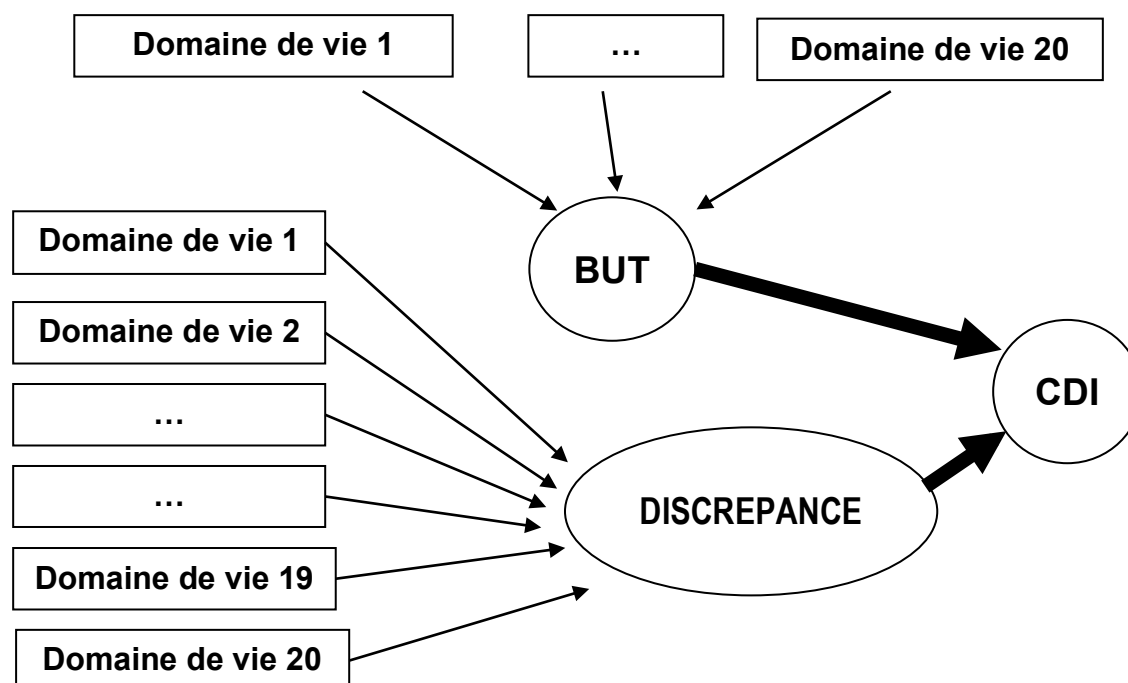 Domaine de vie 1
…
Domaine de vie 20
Domaine de vie 1
BUT
Domaine de vie 2
CDI
…
…
DISCREPANCE
Domaine de vie 19
Domaine de vie 20